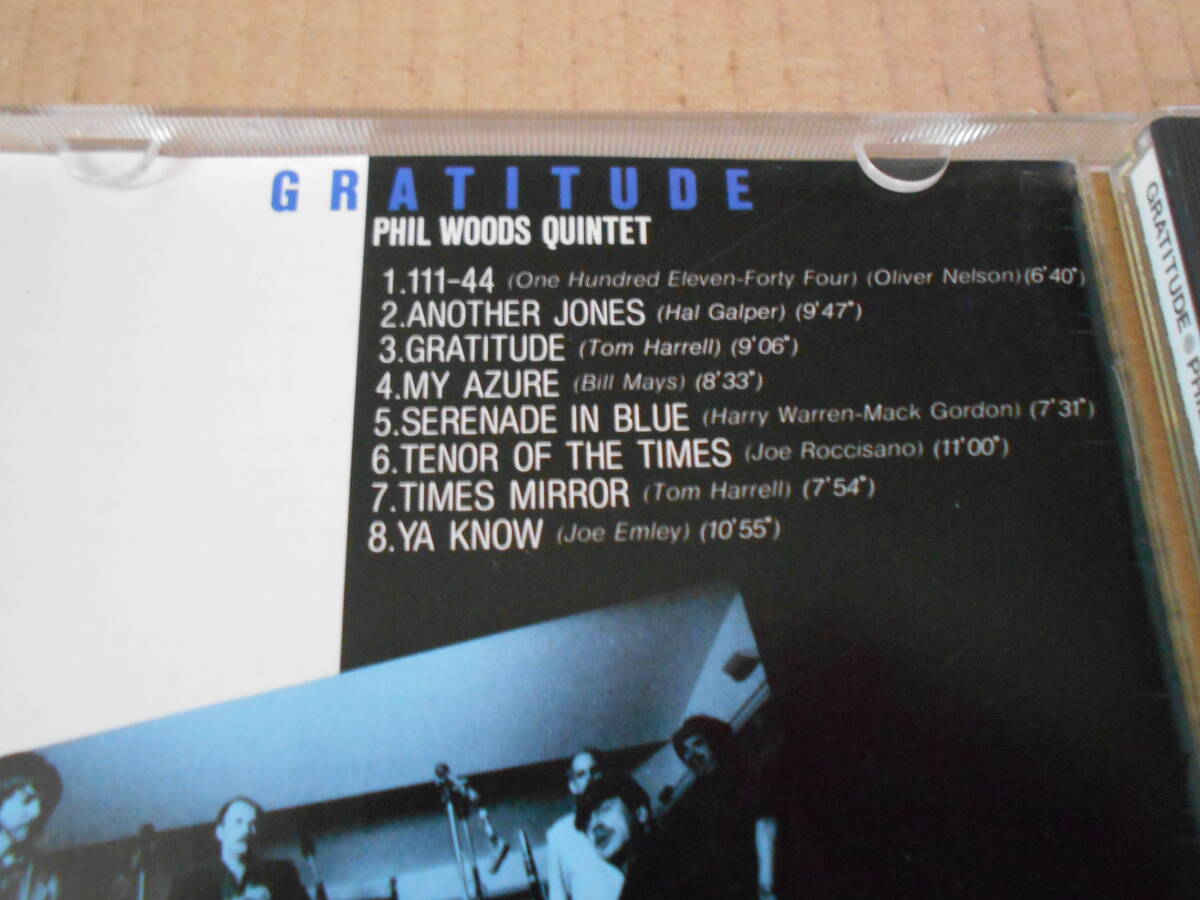 GRATITUDE
PHIL WOODS QUINTET
1.111-44 (One Hundred Eleven-Forty Four) (Oliver Nelson) (6'40")
2.ANOTHER JONES (Hal Galper) (9'47")
3.GRATITUDE (Tom Harrell) (9'06")
4.MY AZURE (Bill Mays) (8'33")
5.SERENADE IN BLUE (Harry Warren-Mack Gordon) (7'31")
6.TENOR OF THE TIMES (Joe Roccisano) (11'00")
7.TIMES MIRROR (Tom Harrell) (7'54")
8.YA KNOW (Joe Emley) (10'55")
GRATITUDE ●